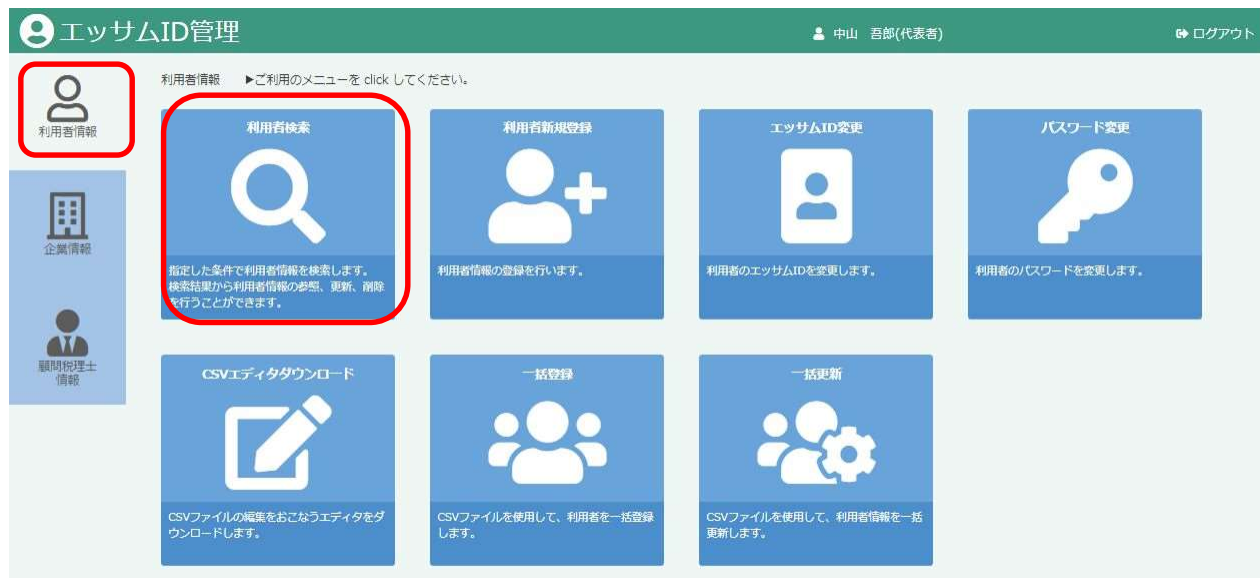 エッサムID管理
中山 吾郎(代表者)
ログアウト
利用者情報
企業情報
顧問税理士
情報
利用者情報 ▶ご利用のメニューを click してください。
利用者検索
指定した条件で利用者情報を検索します。
検索結果から利用者情報の参照、更新、削除
を行うことができます。
利用者新規登録
利用者情報の登録を行います。
エッサムID変更
利用者のエッサムIDを変更します。
パスワード変更
利用者のパスワードを変更します。
CSVエディタダウンロード
CSVファイルの編集をおこなうエディタをダ
ウンロードします。
一括登録
CSVファイルを使用して、利用者を一括登録
します。
一括更新
CSVファイルを使用して、利用者情報を一括
更新します。